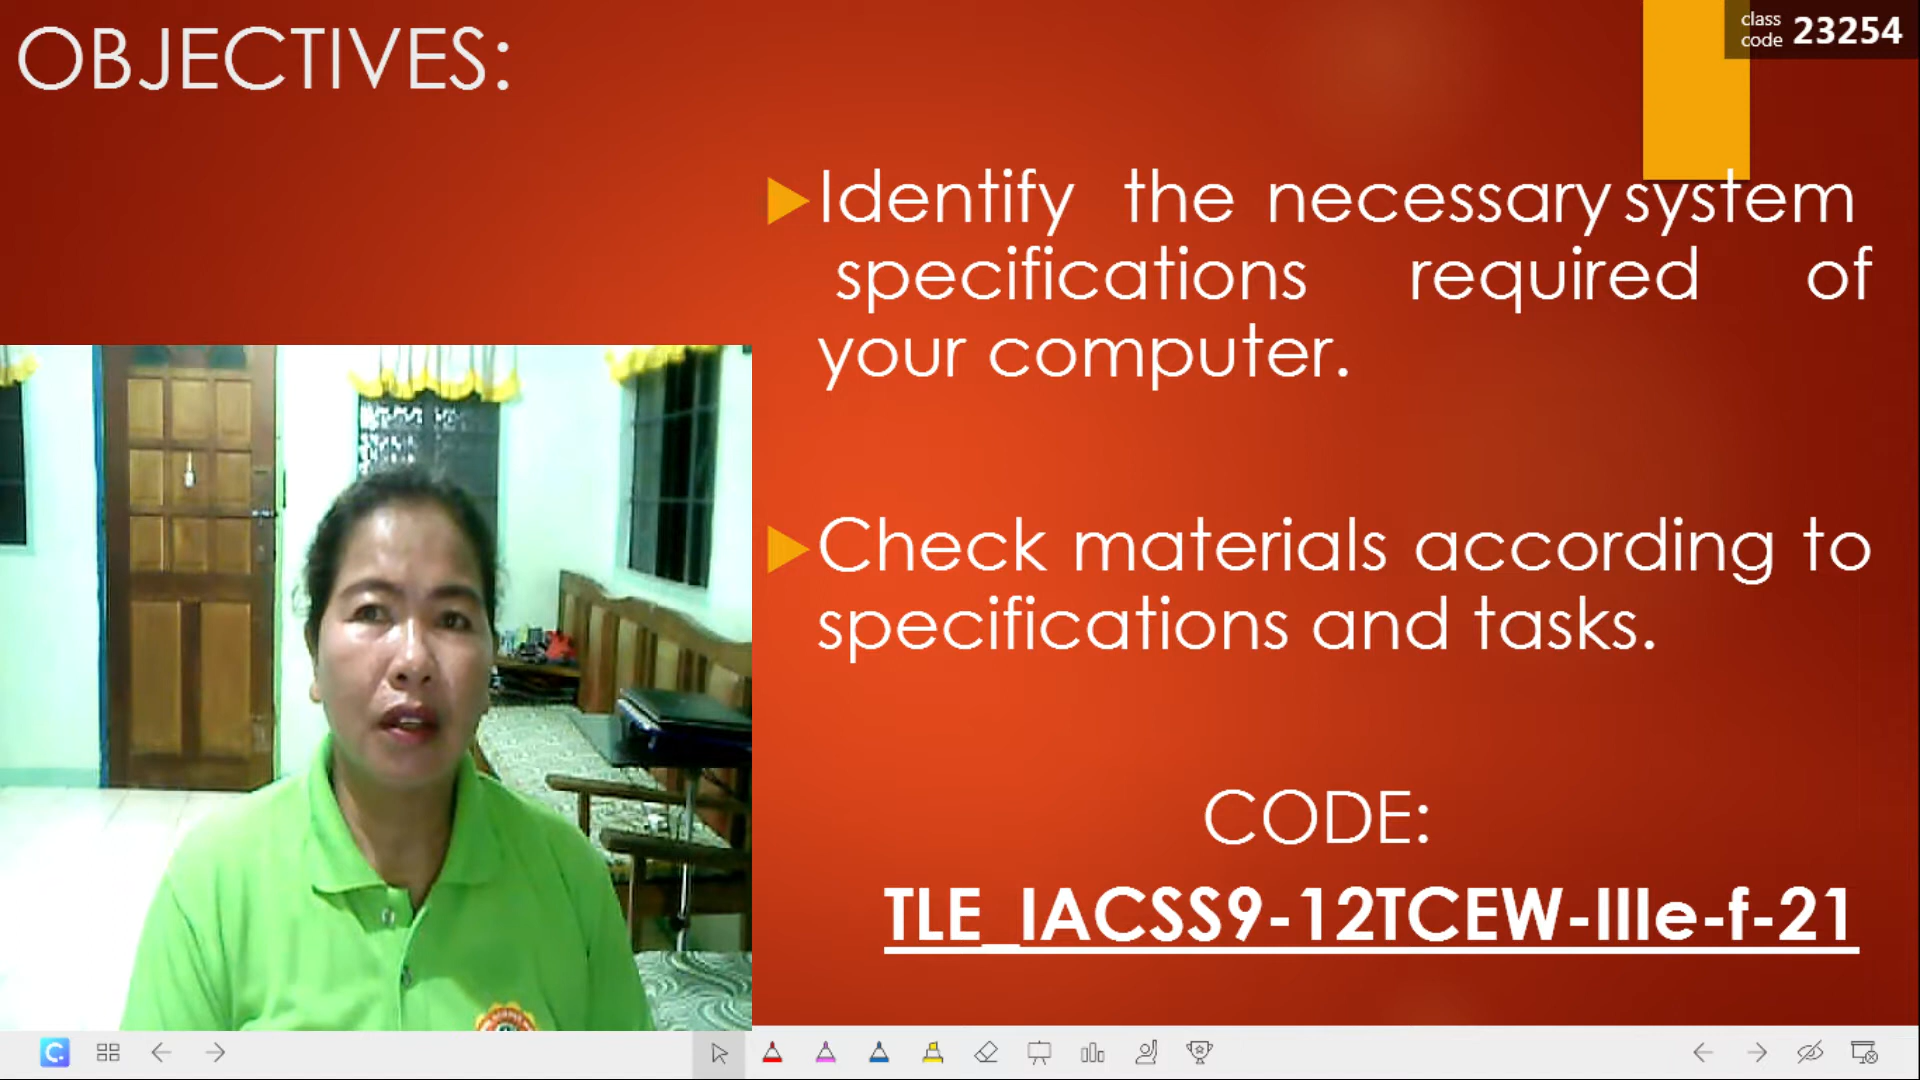 OBJECTIVES:
class code 23254
Identify the necessary system
specifications required of
your computer.
Check materials according to
specifications and tasks.
CODE:
TLE_IACSS9-12TCEW-IIIe-f-21